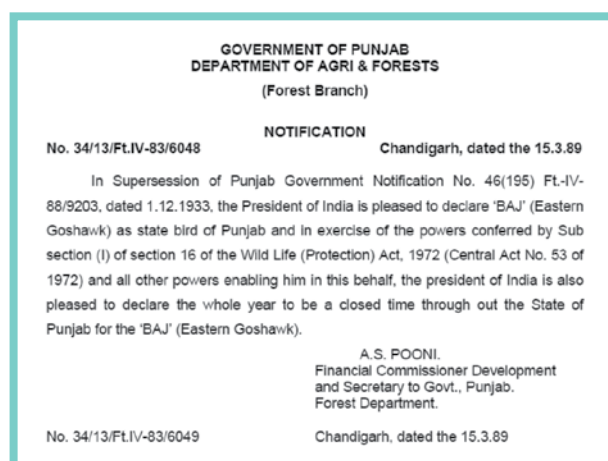 GOVERNMENT OF PUNJAB
DEPARTMENT OF AGRI & FORESTS
(Forest Branch)
NOTIFICATION
No. 34/13/Ft.IV-83/6048 Chandigarh, dated the 15.3.89
In Supersession of Punjab Government Notification No. 46(195) Ft.-IV-
88/9203, dated 1.12.1933, the President of India is pleased to declare 'BAJ' (Eastern
Goshawk) as state bird of Punjab and in exercise of the powers conferred by Sub
section (I) of section 16 of the Wild Life (Protection) Act, 1972 (Central Act No. 53 of
1972) and all other powers enabling him in this behalf, the president of India is also
pleased to declare the whole year to be a closed time through out the State of
Punjab for the 'BAJ' (Eastern Goshawk).
A.S. POONI.
Financial Commissioner Development
and Secretary to Govt., Punjab.
Forest Department.
No. 34/13/Ft.IV-83/6049 Chandigarh, dated the 15.3.89